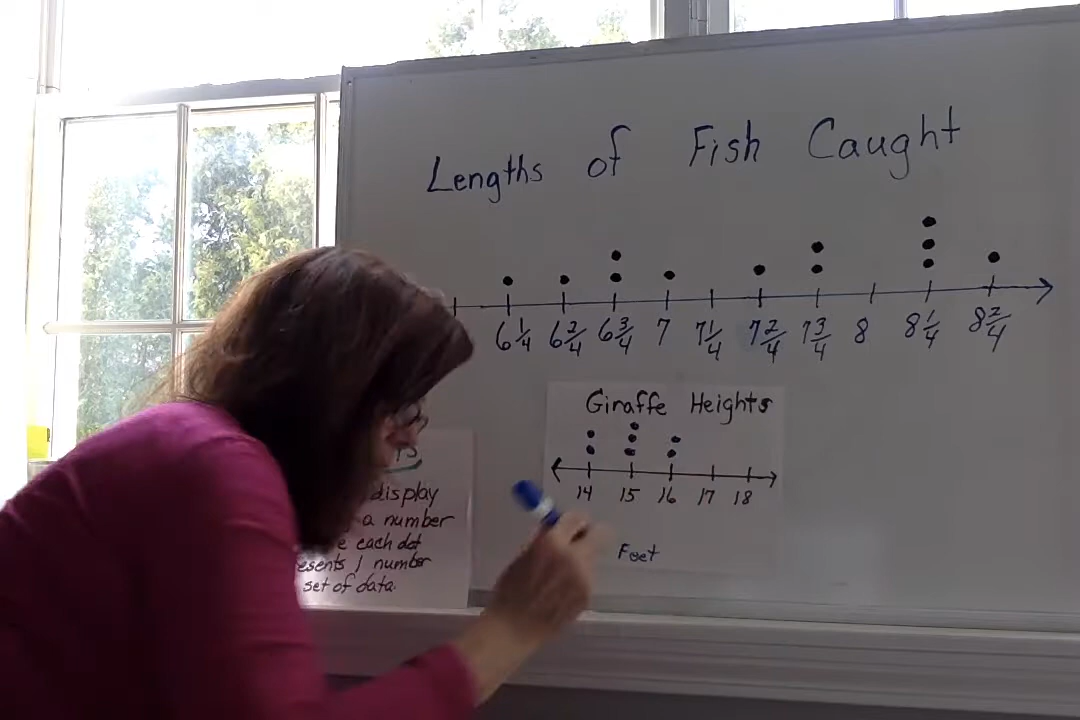 Lengths of Fish Caught
6 1/4 6 2/4 6 3/4 7 7 1/4 7 2/4 7 3/4 8 8 1/4 8 2/4
Giraffe Heights
14 15 16 17 18
Feet
display
a number
each dot
1 number
set of data.